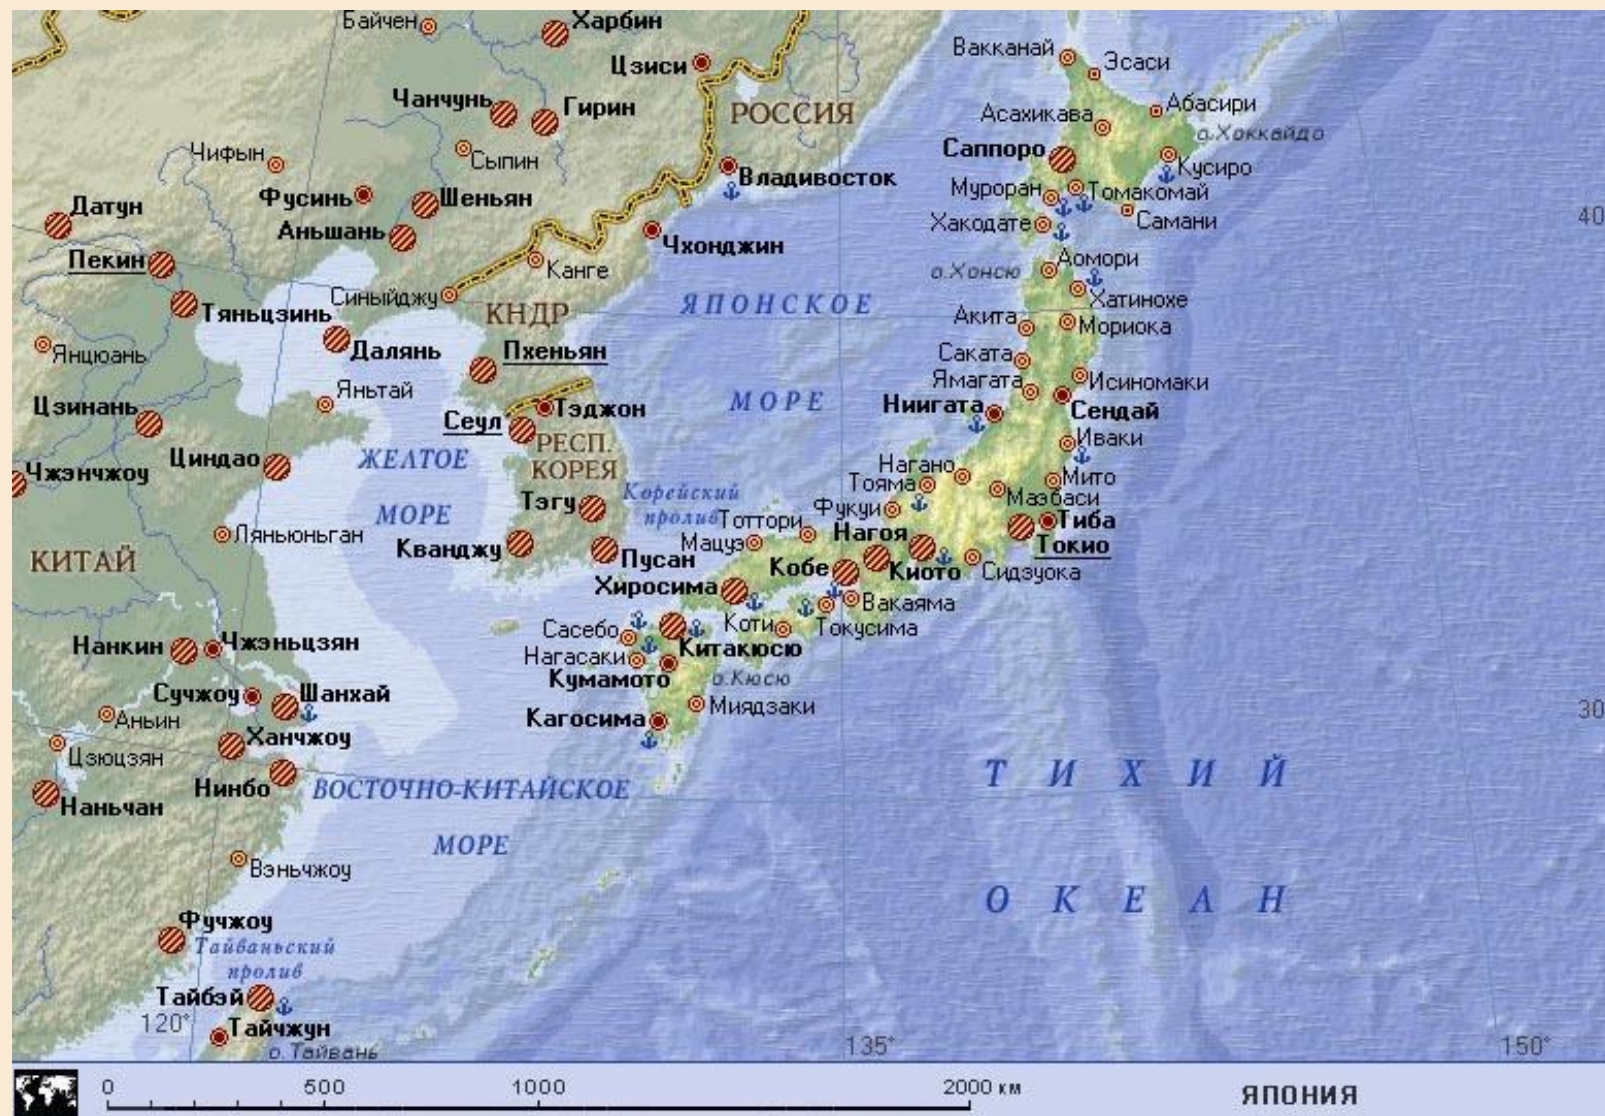 Байчен
Харбин
Цзиси
Вакканай
Эсаси
Чанчунь
Гирин
РОССИЯ
Асахикава
Абасири
о.Хоккайдо
Чифын
Сыпин
Саппоро
Кусиро
Владивосток
Фусинь
Шеньян
Муроран
Томакомай
Датун
Аньшань
Хакодате
Самани
Чхонджин
40
Пекин
Канге
о.Хонсю
Аомори
Синыйджу
Хатинохе
Тяньцзинь
КНДР
ЯПОНСКОЕ
Акита
Мориока
Янцюань
Далянь
Пхеньян
Саката
Яньтай
Ямагата
Исиномаки
Цзинань
МОРЕ
Ниигата
Сендай
Сеул
Тэджон
Иваки
РЕСП.
КОРЕЯ
Циндао
ЖЕЛТОЕ
Нагано
Чжэнчжоу
Тояма
Мито
Маэбаси
Корейский
пролив
Тэгу
МОРЕ
Фукуи
Тоттори
Тиба
Ляньюньган
Мацуэ
Нагоя
Токио
КИТАЙ
Кванджу
Пусан
Кобе
Киото
Сидзуока
Хиросима
Вакаяма
Сасебо
Коти
Токусима
Нанкин
Чжэньцзян
Китакюсю
Нагасаки
Кумамото
о.Кюсю
Сучжоу
Шанхай
Миядзаки
Аньин
Кагосима
30
Ханчжоу
Цзюцзян
ТИХИЙ
Нинбо
ВОСТОЧНО-КИТАЙСКОЕ
Наньчан
МОРЕ
Вэньчжоу
ОКЕАН
Фучжоу
Тайваньский
пролив
Тайбэй
120°
Тайчжун
135°
150°
о.Тайвань
0 500 1000 2000 км
ЯПОНИЯ